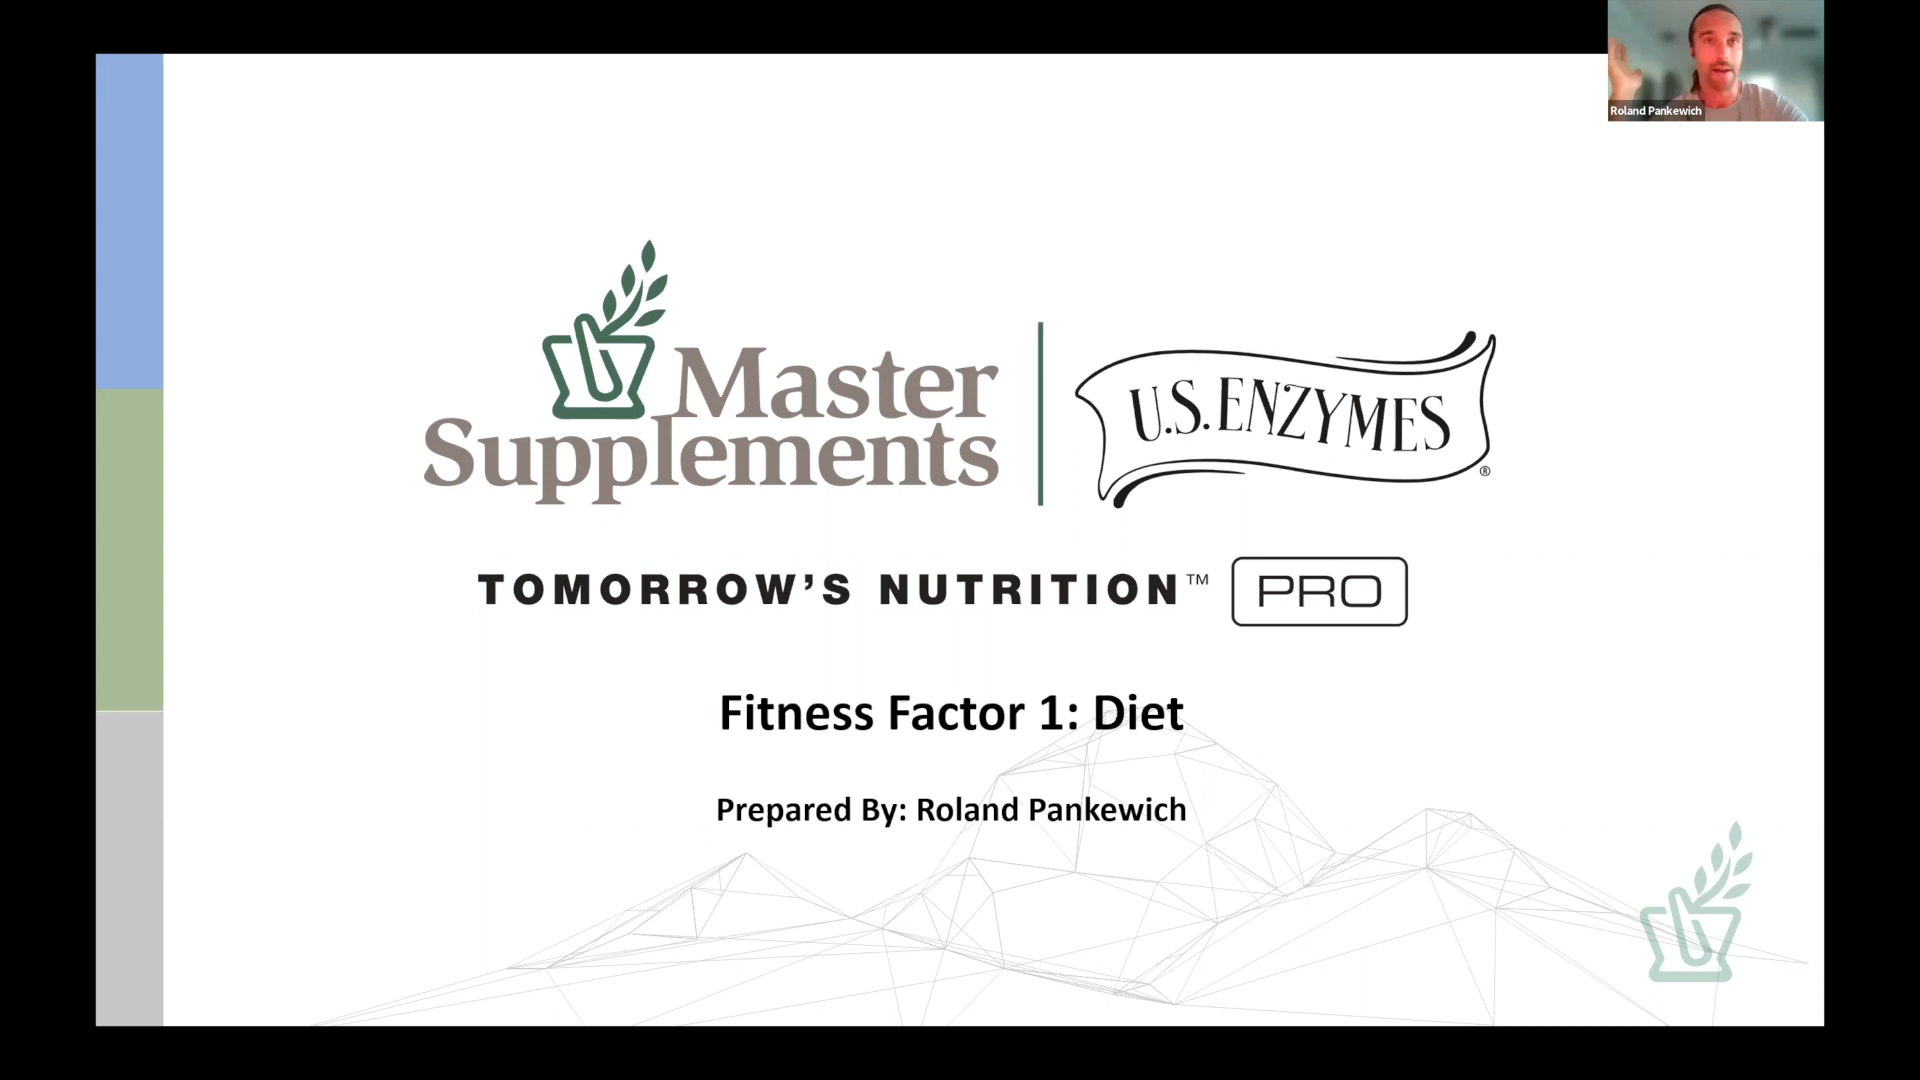 Roland Pankewich
Master
Supplements
U.S. ENZYMES
®
TOMORROW'S NUTRITION™ PRO
Fitness Factor 1: Diet
Prepared By: Roland Pankewich